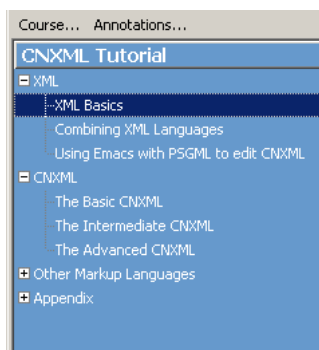 Course... Annotations...
CNXML Tutorial
XML
XML Basics
Combining XML Languages
Using Emacs with PSGML to edit CNXML
CNXML
The Basic CNXML
The Intermediate CNXML
The Advanced CNXML
Other Markup Languages
Appendix